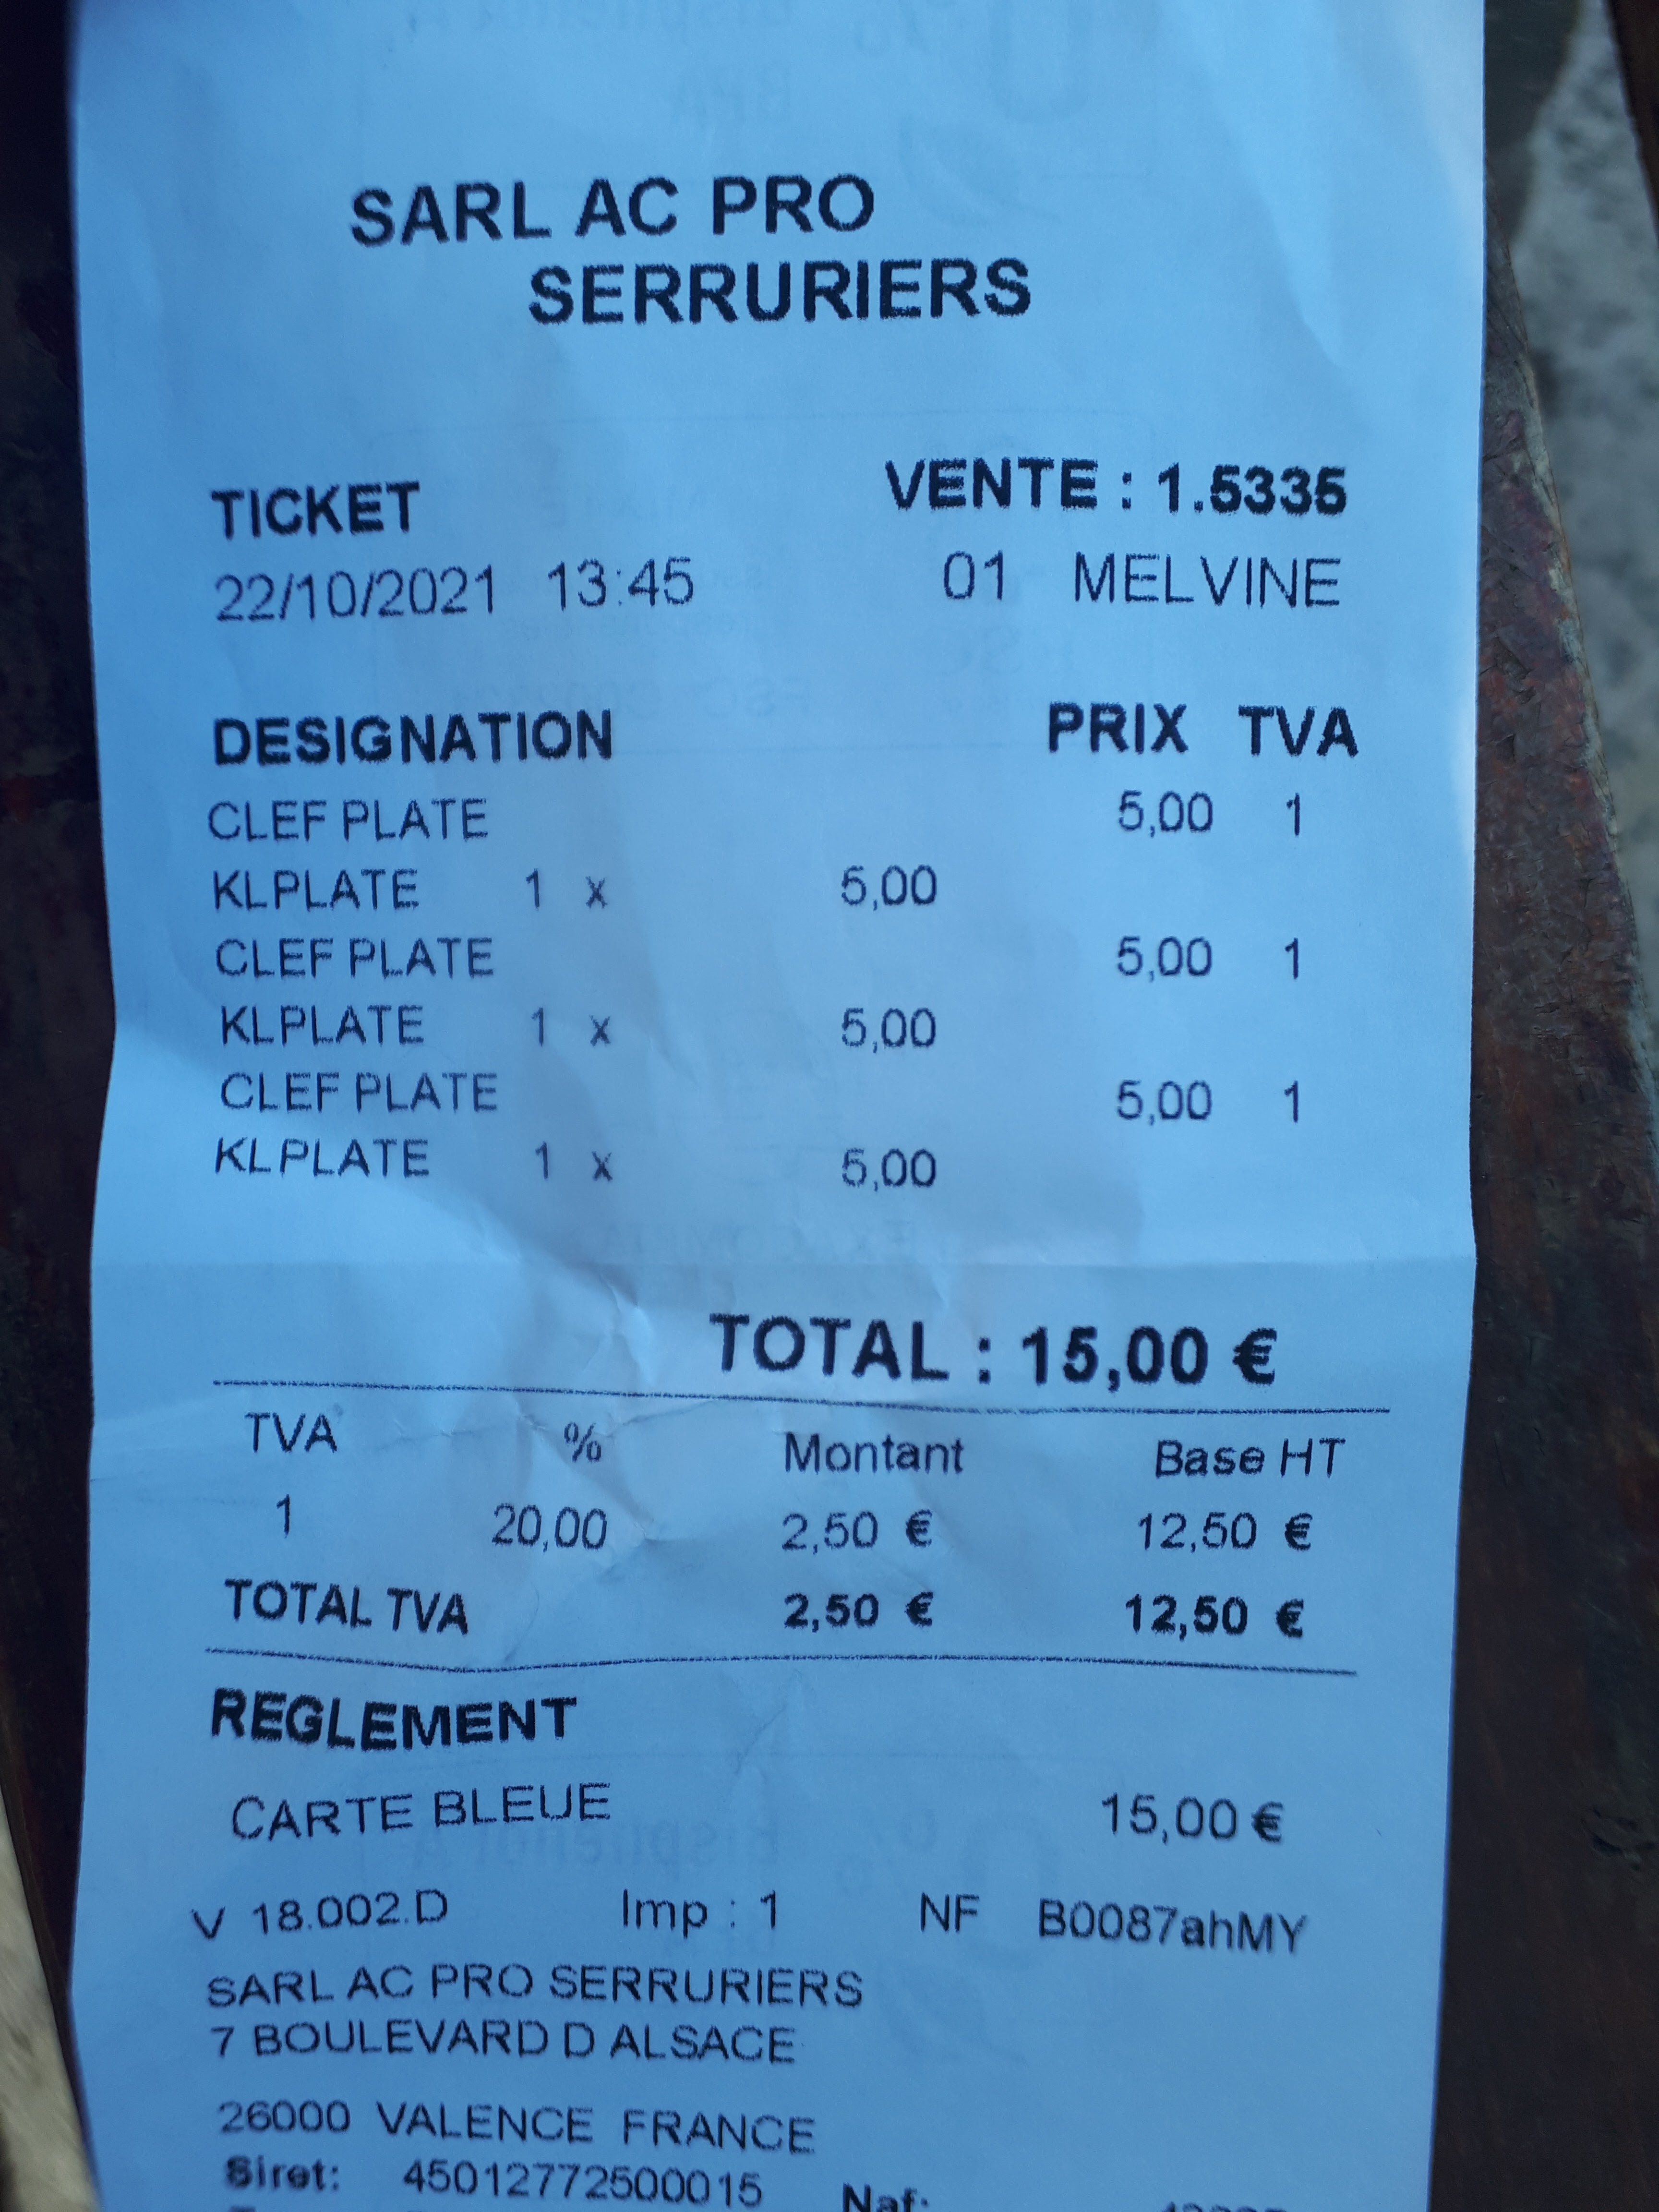 SARL AC PRO
SERRURIERS
TICKET VENTE : 1.5335
22/10/2021 13:45 01 MELVINE
DESIGNATION PRIX TVA
CLEF PLATE 5,00 1
KLPLATE 1 x 5,00
CLEF PLATE 5,00 1
KLPLATE 1 x 5,00
CLEF PLATE 5,00 1
KLPLATE 1 x 5,00
TOTAL : 15,00 €
TVA % Montant Base HT
1 20,00 2,50 € 12,50 €
TOTAL TVA 2,50 € 12,50 €
REGLEMENT
CARTE BLEUE 15,00 €
V 18.002.D Imp : 1 NF B0087ahMY
SARL AC PRO SERRURIERS
7 BOULEVARD D ALSACE
26000 VALENCE FRANCE
Siret: 45012772500015 Naf: